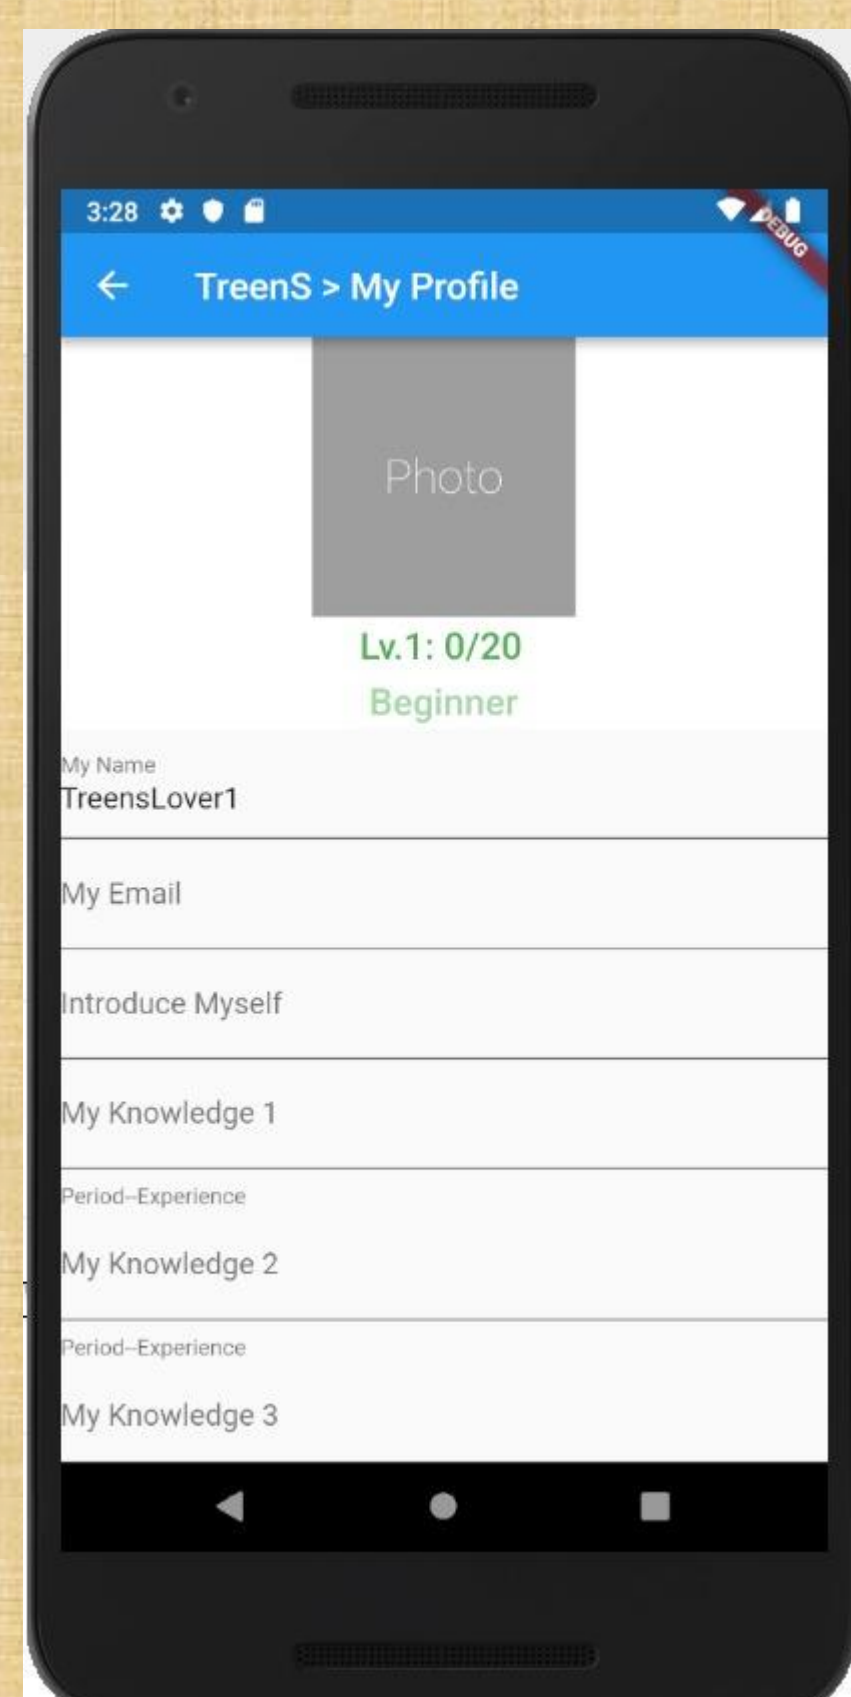 3:28
DEBUG
TreenS > My Profile
Photo
Lv.1: 0/20
Beginner
My Name
TreensLover1
My Email
Introduce Myself
My Knowledge 1
Period--Experience
My Knowledge 2
Period--Experience
My Knowledge 3